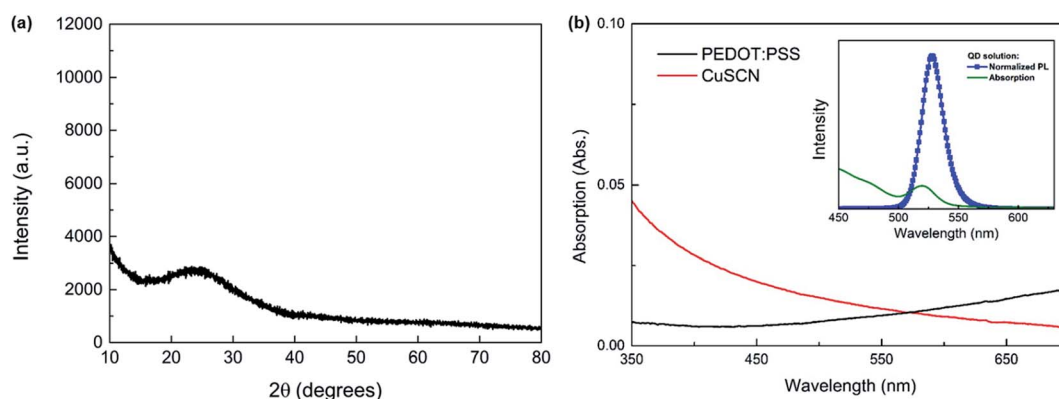 (a)
12000
10000
8000
6000
4000
2000
0
Intensity (a.u.)
10 20 30 40 50 60 70 80
2θ (degrees)
(b)
0.10
0.05
0.00
Absorption (Abs.)
PEDOT:PSS
CuSCN
350 450 550 650
Wavelength (nm)
QD solution:
Normalized PL
Absorption
Intensity
450 500 550 600
Wavelength (nm)